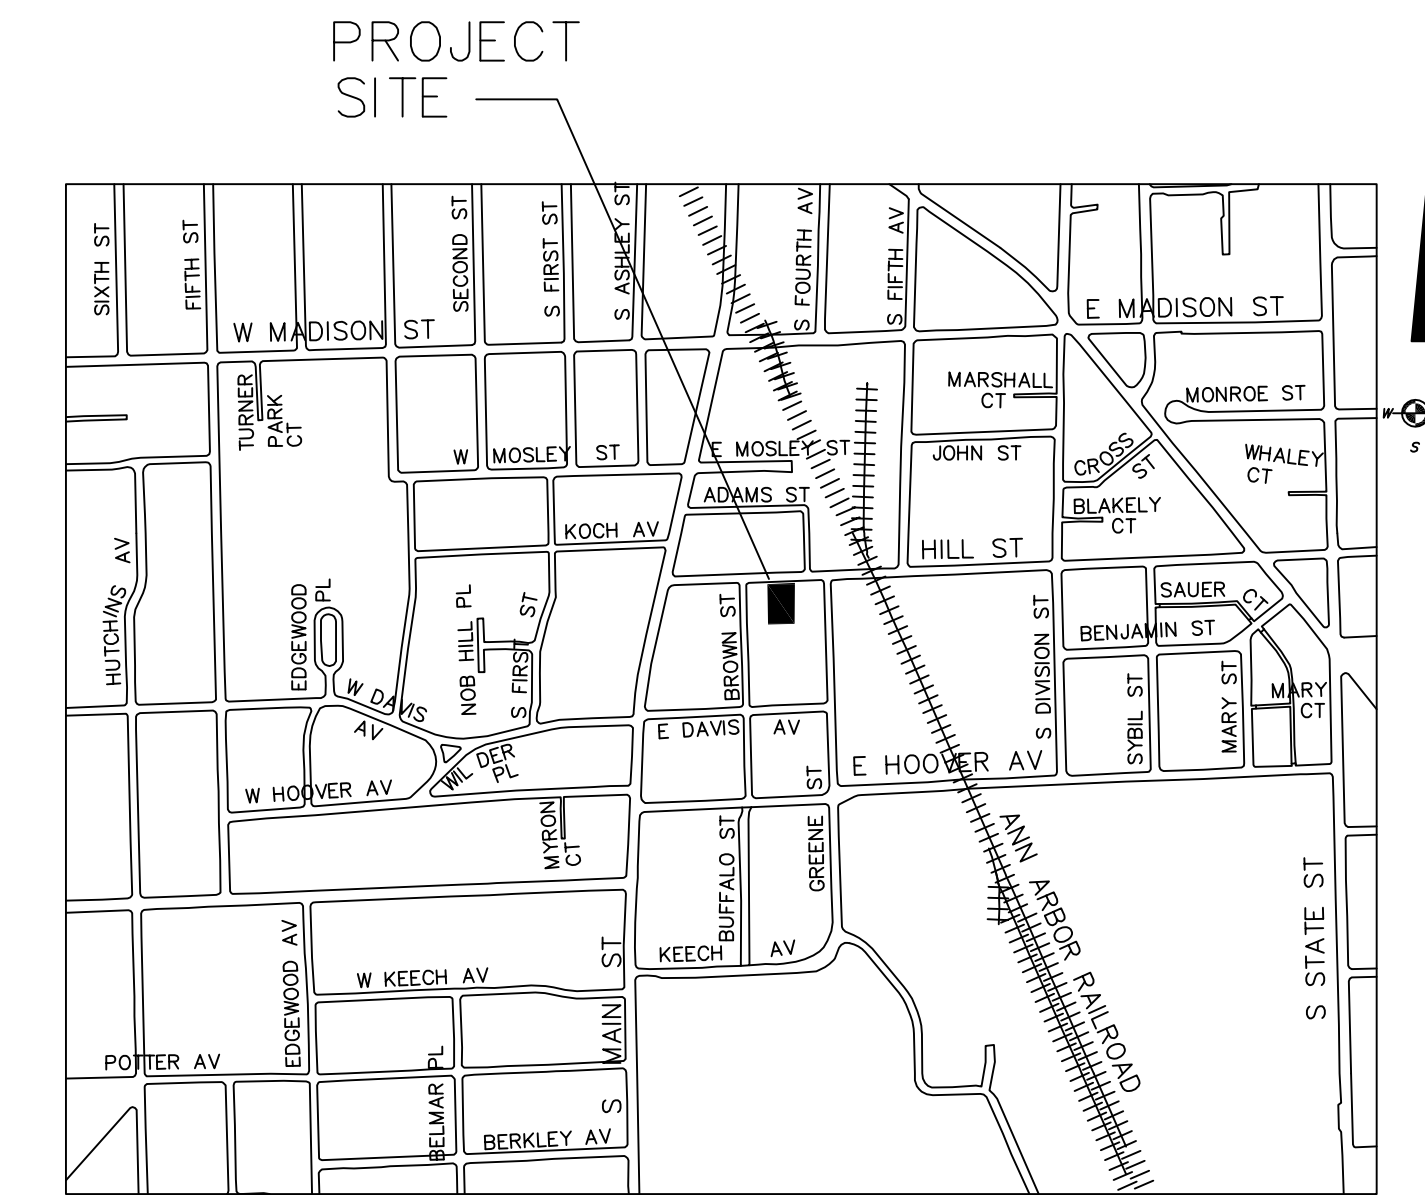 PROJECT
SITE
SIXTH ST
FIFTH ST
SECOND ST
S FIRST ST
S ASHLEY ST
S FOURTH AV
S FIFTH AV
W MADISON ST
E MADISON ST
TURNER
PARK
CT
MARSHALL
CT
MONROE ST
W
S
W MOSLEY ST
E MOSLEY ST
JOHN ST
CROSS
ST
WHALEY
CT
ADAMS ST
BLAKELY
CT
KOCH AV
HILL ST
HUTCHINS AV
EDGEWOOD
PL
NOB HILL PL
S FIRST ST
BROWN ST
S DIVISION ST
SAUER CT
BENJAMIN ST
SYBIL ST
MARY ST
MARY
CT
W DAVIS
AV
E DAVIS AV
WILDER
PL
W HOOVER AV
E HOOVER AV
MYRON
CT
BUFFALO ST
GREENE ST
ANN ARBOR RAILROAD
S STATE ST
EDGEWOOD AV
W KEECH AV
KEECH AV
S MAIN ST
POTTER AV
BELMAR PL
BERKLEY AV